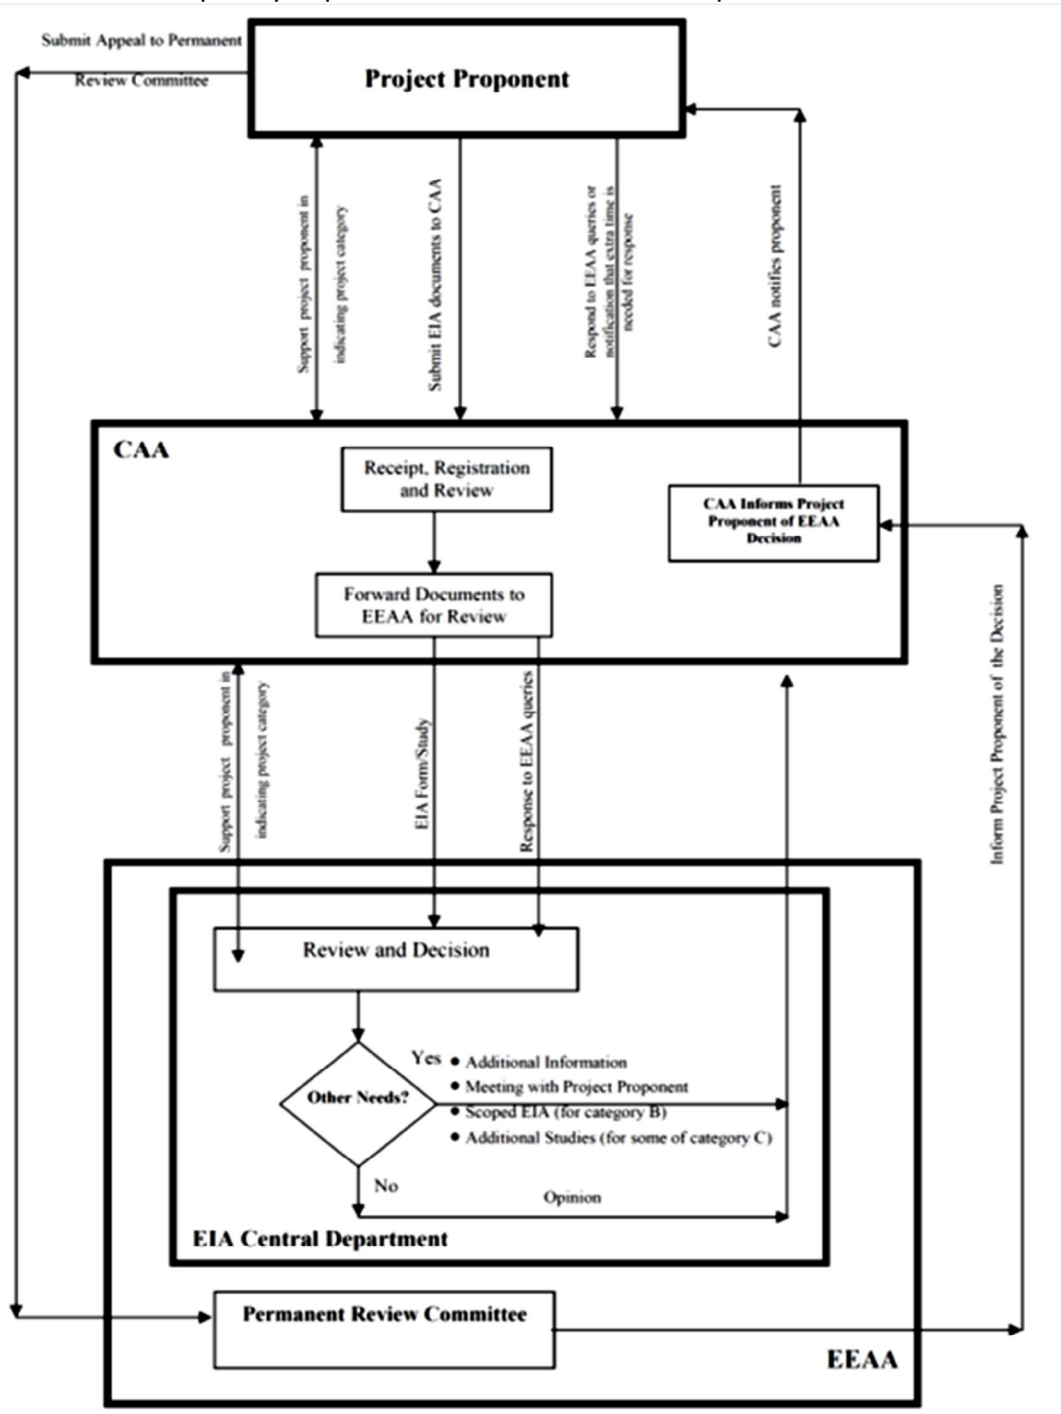 Submit Appeal to Permanent
Review Committee
Project Proponent
Support project proponent in
indicating project category
Submit EIA documents to CAA
Respond to EEAA queries or
notification that extra time is
needed for response
CAA notifies proponent
CAA
Receipt, Registration
and Review
CAA Informs Project
Proponent of EEAA
Decision
Forward Documents to
EEAA for Review
Support project proponent in
indicating project category
EIA Form/Study
Response to EEAA queries
Inform Project Proponent of the Decision
Review and Decision
Other Needs?
Yes
• Additional Information
• Meeting with Project Proponent
• Scoped EIA (for category B)
• Additional Studies (for some of category C)
No
Opinion
EIA Central Department
Permanent Review Committee
EEAA